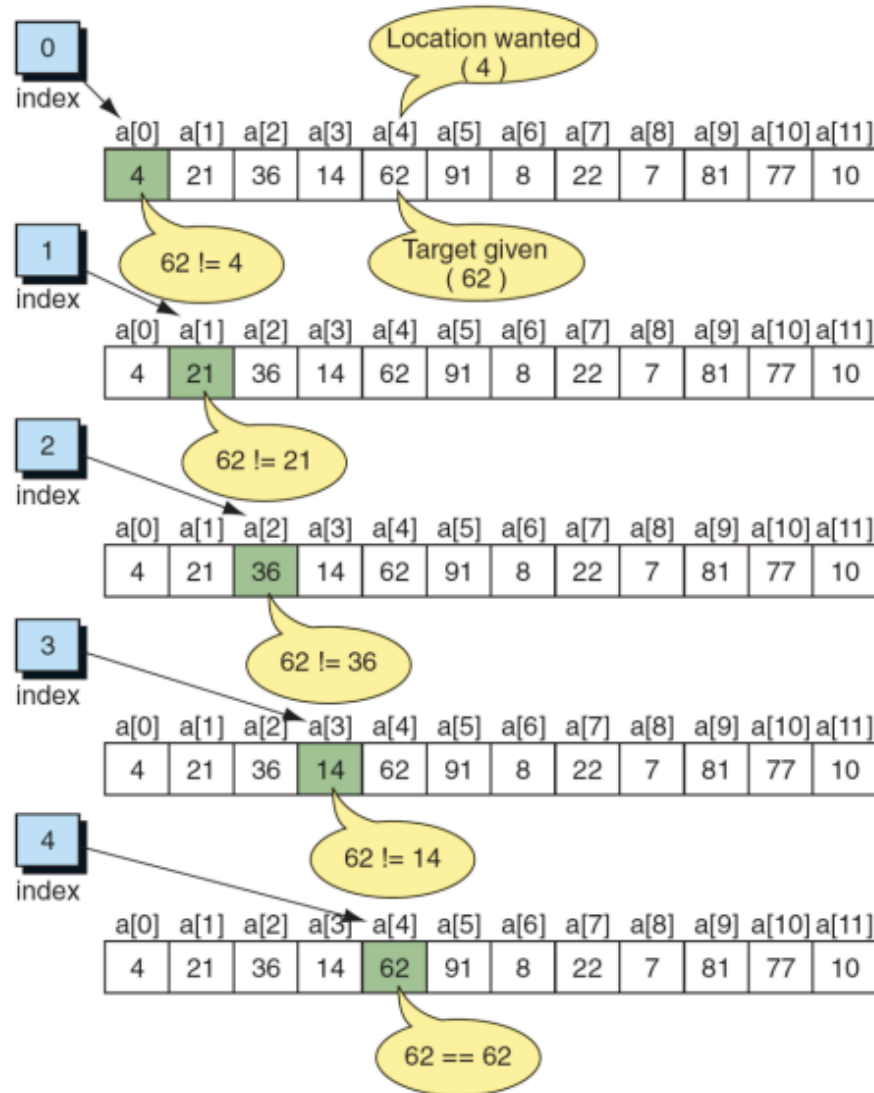 0
index
Location wanted
( 4 )
a[0] a[1] a[2] a[3] a[4] a[5] a[6] a[7] a[8] a[9] a[10] a[11]
4 21 36 14 62 91 8 22 7 81 77 10
62 != 4
Target given
( 62 )
1
index
a[0] a[1] a[2] a[3] a[4] a[5] a[6] a[7] a[8] a[9] a[10] a[11]
4 21 36 14 62 91 8 22 7 81 77 10
62 != 21
2
index
a[0] a[1] a[2] a[3] a[4] a[5] a[6] a[7] a[8] a[9] a[10] a[11]
4 21 36 14 62 91 8 22 7 81 77 10
62 != 36
3
index
a[0] a[1] a[2] a[3] a[4] a[5] a[6] a[7] a[8] a[9] a[10] a[11]
4 21 36 14 62 91 8 22 7 81 77 10
62 != 14
4
index
a[0] a[1] a[2] a[3] a[4] a[5] a[6] a[7] a[8] a[9] a[10] a[11]
4 21 36 14 62 91 8 22 7 81 77 10
62 == 62